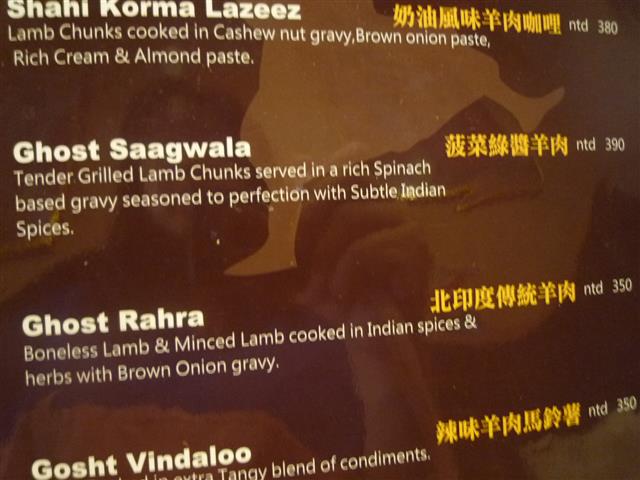 Shahi Korma Lazeez 奶油風味羊肉咖哩 ntd 380
Lamb Chunks cooked in Cashew nut gravy,Brown onion paste,
Rich Cream & Almond paste.
Ghost Saagwala 菠菜綠醬羊肉 ntd 390
Tender Grilled Lamb Chunks served in a rich Spinach
based gravy seasoned to perfection with Subtle Indian
Spices.
Ghost Rahra 北印度傳統羊肉 ntd 350
Boneless Lamb & Minced Lamb cooked in Indian spices &
herbs with Brown Onion gravy.
Gosht Vindaloo 辣味羊肉馬鈴薯 ntd 350
in extra Tangy blend of condiments.